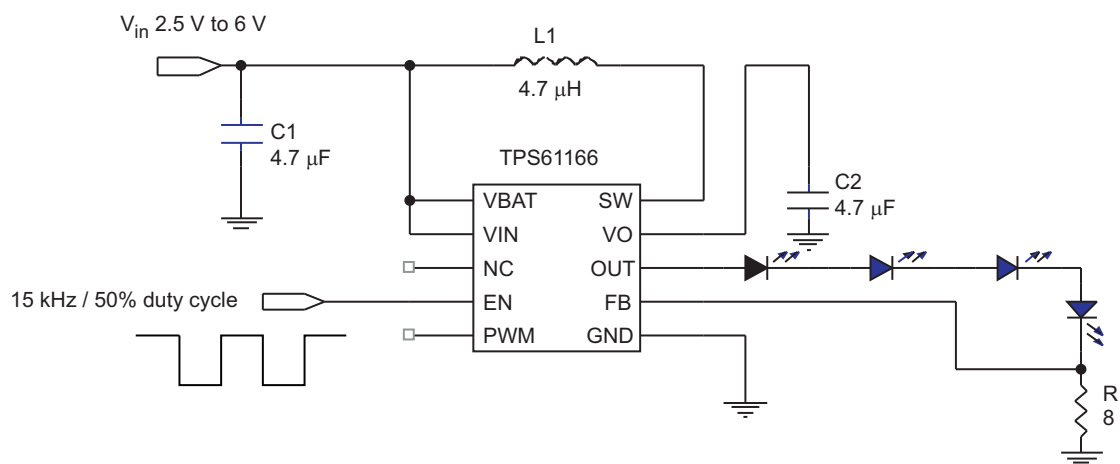 V_in 2.5 V to 6 V
L1
4.7 μH
C1
4.7 μF
TPS61166
C2
4.7 μF
VBAT SW
VIN VO
NC OUT
EN FB
PWM GND
15 kHz / 50% duty cycle
R
8